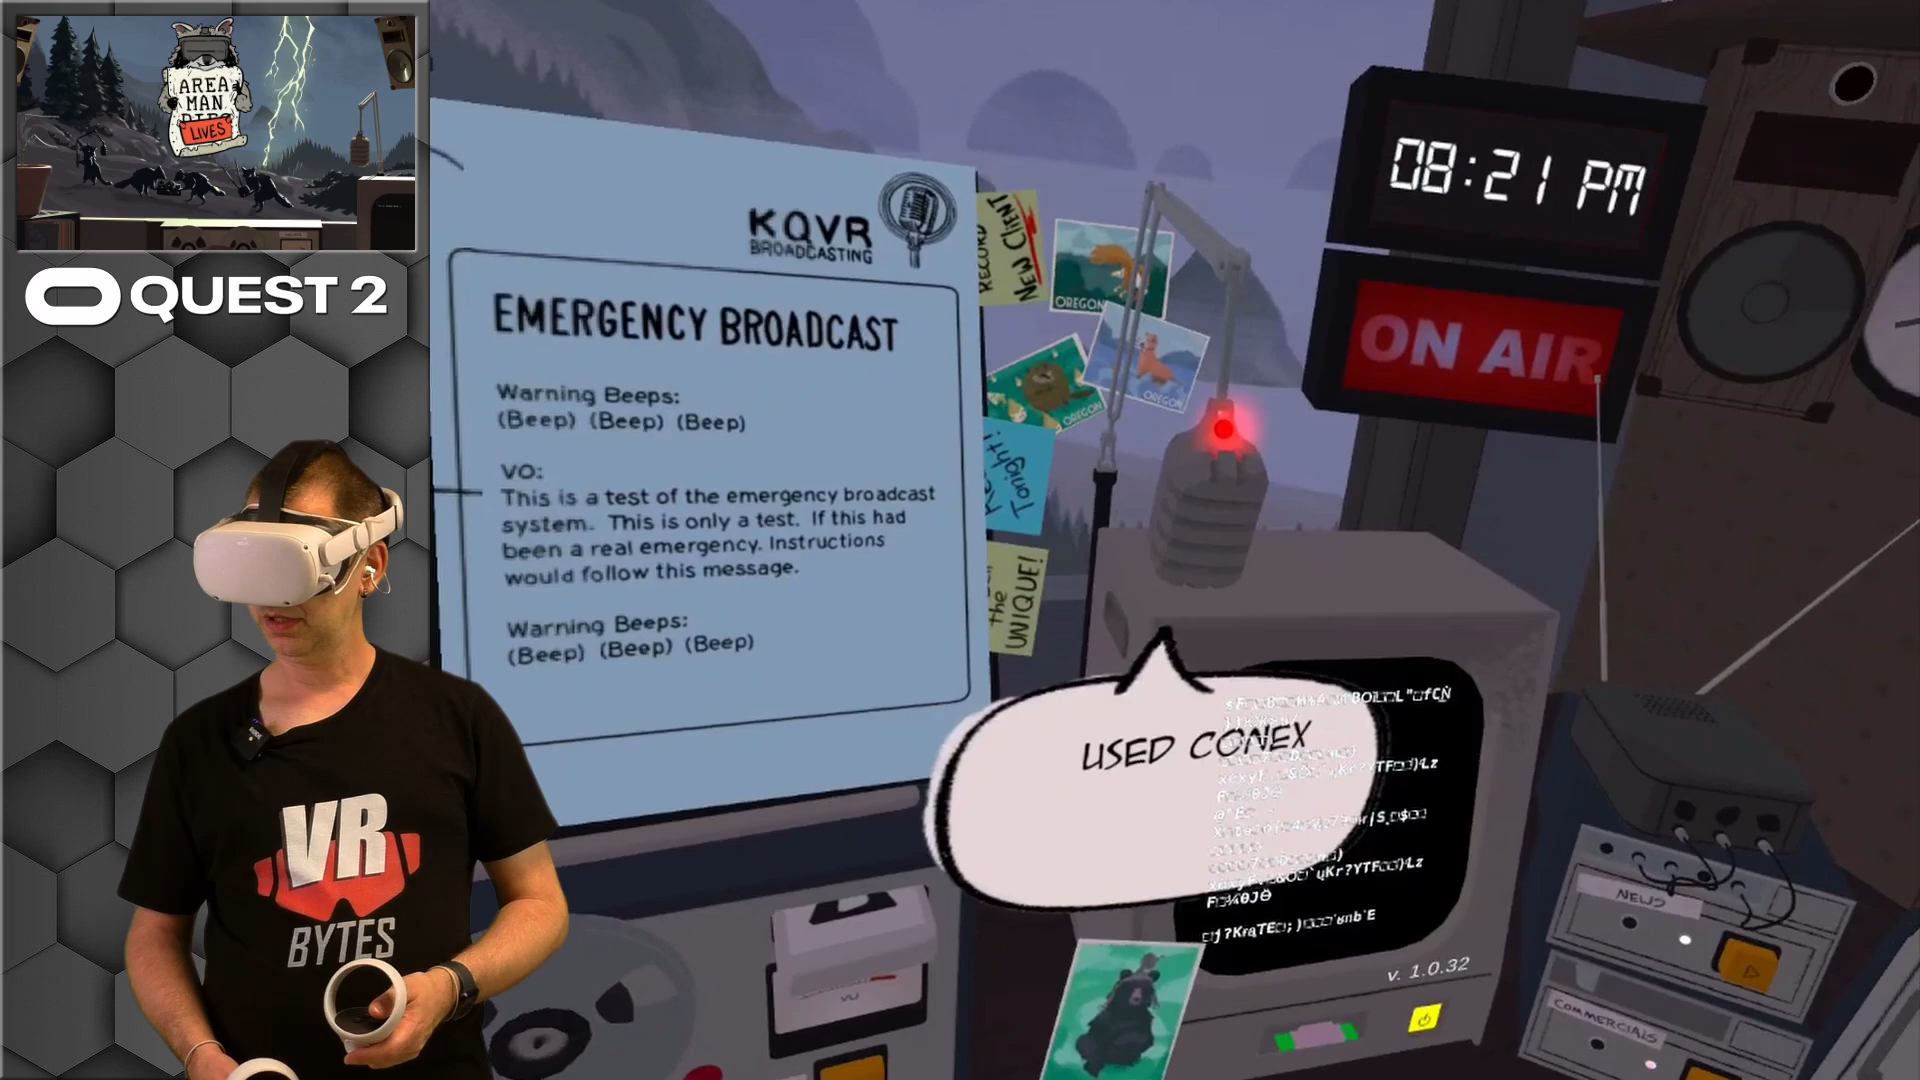 AREA
MAN
LIVES
QUEST 2
KQVR
BROADCASTING
EMERGENCY BROADCAST
Warning Beeps:
(Beep) (Beep) (Beep)
VO:
This is a test of the emergency broadcast
system. This is only a test. If this had
been a real emergency. Instructions
would follow this message.
Warning Beeps:
(Beep) (Beep) (Beep)
RECORD
NEW CLIENT
OREGON
OREGON
OREGON
Tonight!
the
UNIQUE!
08:21 PM
ON AIR
USED CONEX
v. 1.0.32
NEWS
COMMERCIALS
VO
VR
BYTES